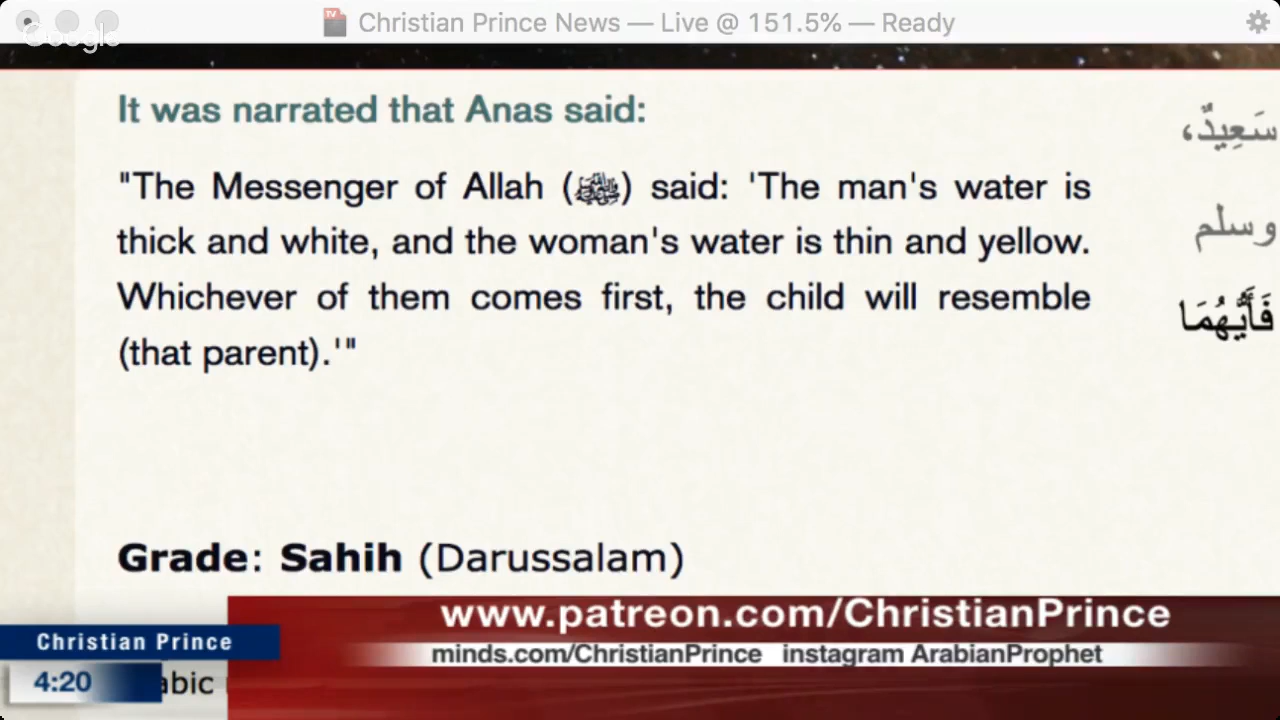 TV Christian Prince News — Live @ 151.5% — Ready
Google
It was narrated that Anas said:
سَعِيدٌ،
"The Messenger of Allah (ﷺ) said: 'The man's water is
thick and white, and the woman's water is thin and yellow.
وسلم
Whichever of them comes first, the child will resemble
فَأَيُّهُمَا
(that parent).'"
Grade: Sahih (Darussalam)
www.patreon.com/ChristianPrince
Christian Prince
minds.com/ChristianPrince instagram ArabianProphet
4:20
abic